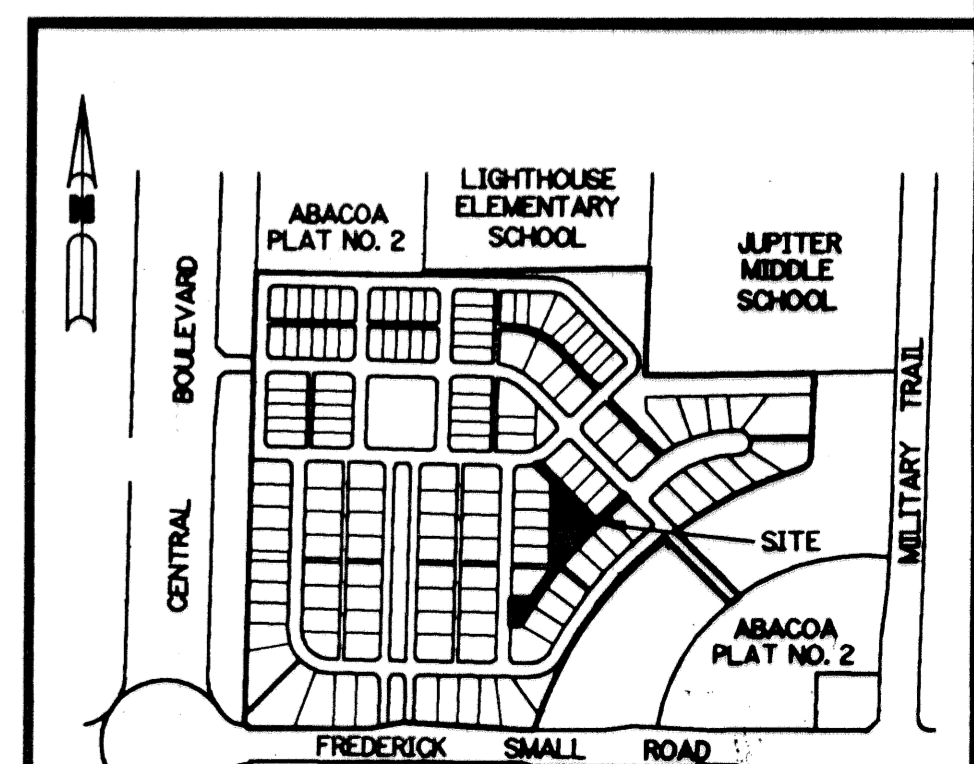 LIGHTHOUSE
ELEMENTARY
SCHOOL
ABACOA
PLAT NO. 2
JUPITER
MIDDLE
SCHOOL
CENTRAL BOULEVARD
MILITARY TRAIL
SITE
ABACOA
PLAT NO. 2
FREDERICK SMALL ROAD